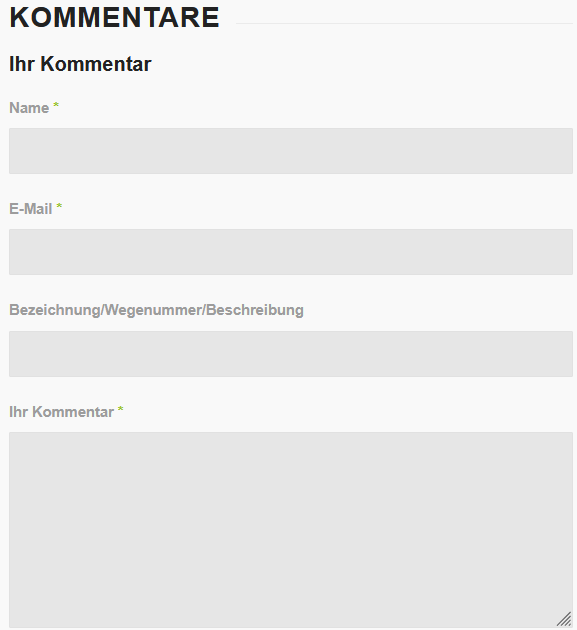 KOMMENTARE
Ihr Kommentar
Name *
E-Mail *
Bezeichnung/Wegenummer/Beschreibung
Ihr Kommentar *